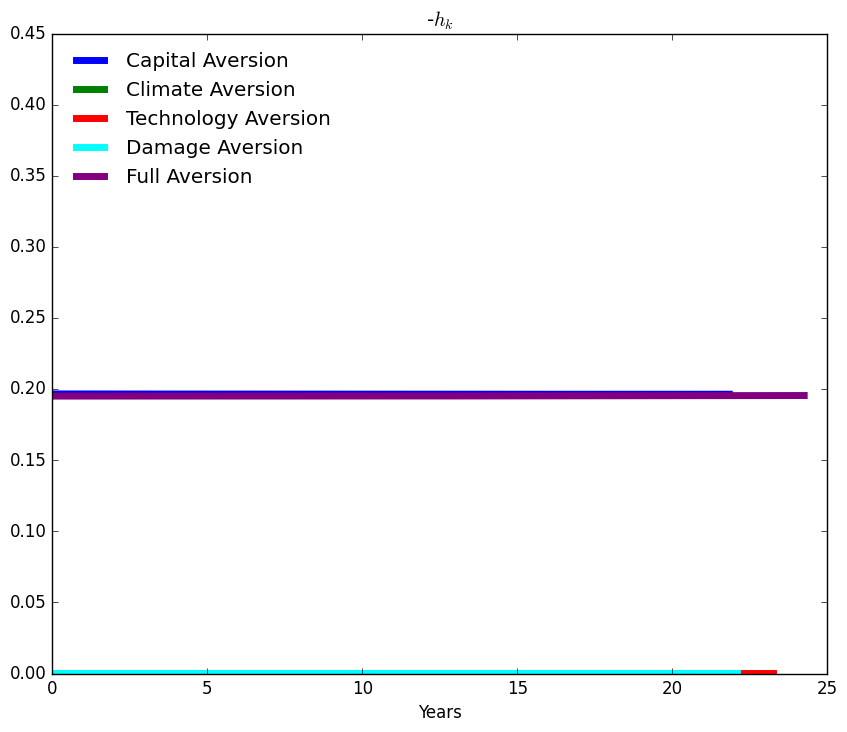 -hₖ
0.45
Capital Aversion
Climate Aversion
0.40
Technology Aversion
Damage Aversion
0.35
Full Aversion
0.30
0.25
0.20
0.15
0.10
0.05
0.00
0 5 10 15 20 25
Years